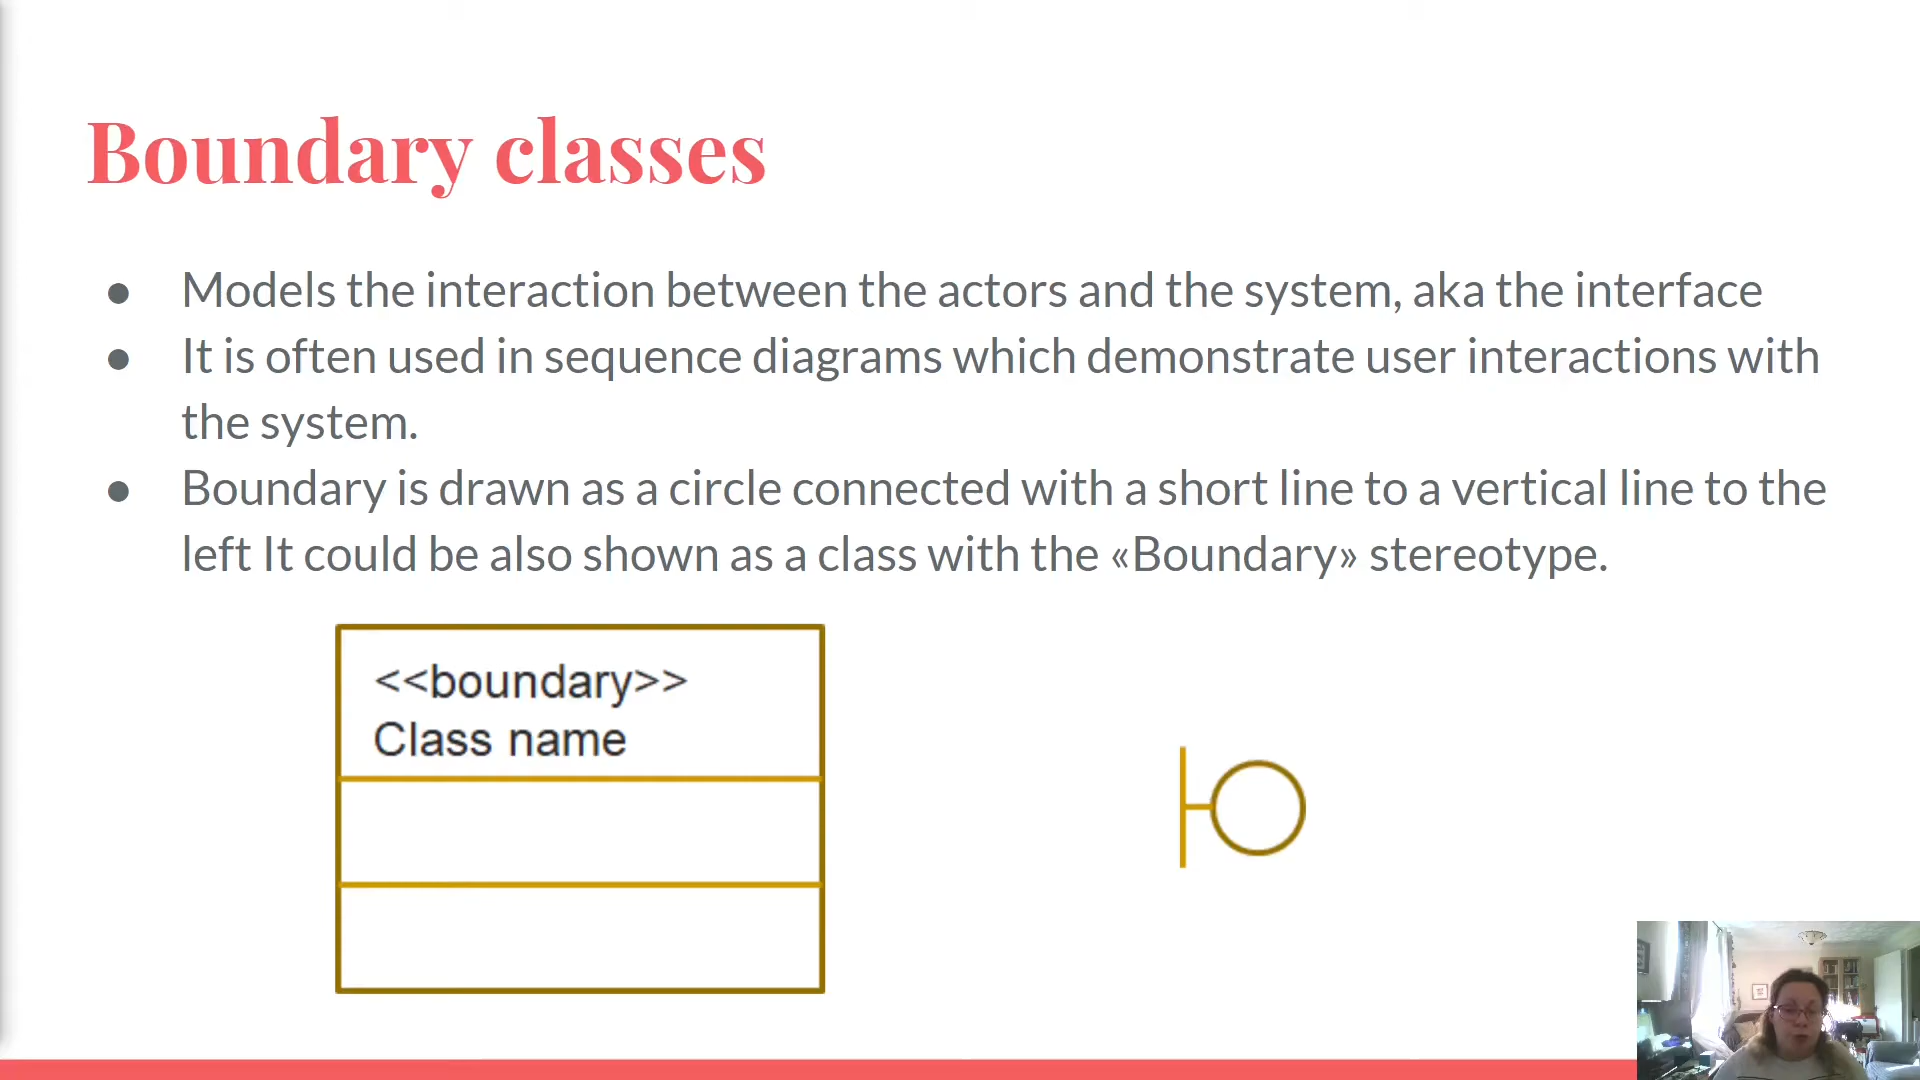 Boundary classes
● Models the interaction between the actors and the system, aka the interface
● It is often used in sequence diagrams which demonstrate user interactions with
the system.
● Boundary is drawn as a circle connected with a short line to a vertical line to the
left It could be also shown as a class with the «Boundary» stereotype.
<<boundary>>
Class name